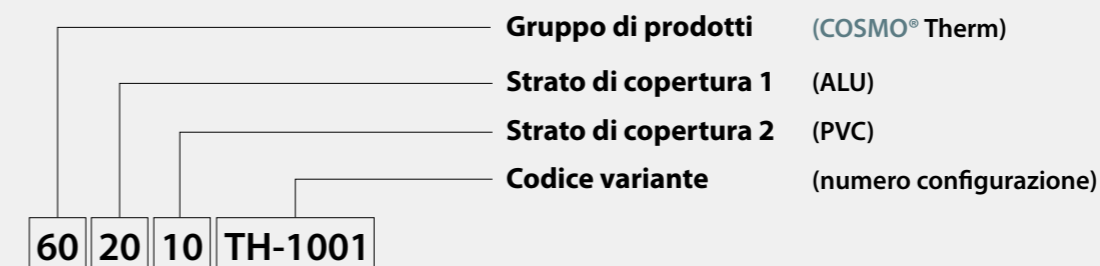 Gruppo di prodotti (COSMO® Therm)
Strato di copertura 1 (ALU)
Strato di copertura 2 (PVC)
Codice variante (numero configurazione)
60 20 10 TH-1001